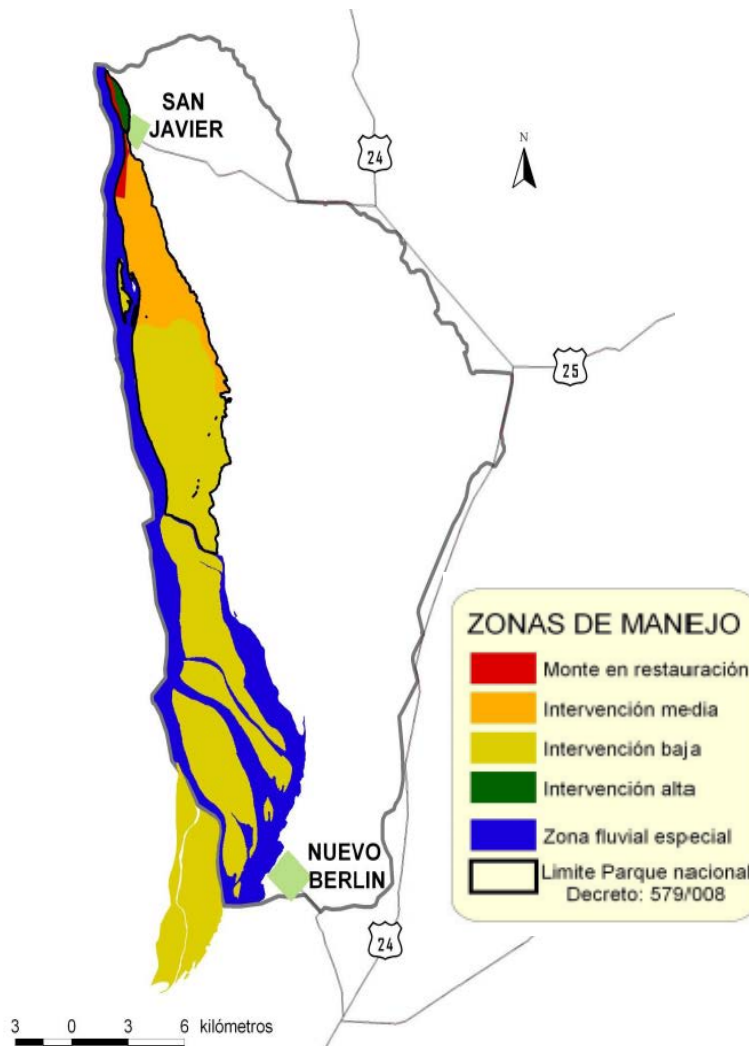 SAN
JAVIER
24
N
25
ZONAS DE MANEJO
Monte en restauración
Intervención media
Intervención baja
Intervención alta
Zona fluvial especial
Limite Parque nacional
Decreto: 579/008
NUEVO
BERLIN
24
3 0 3 6 kilómetros